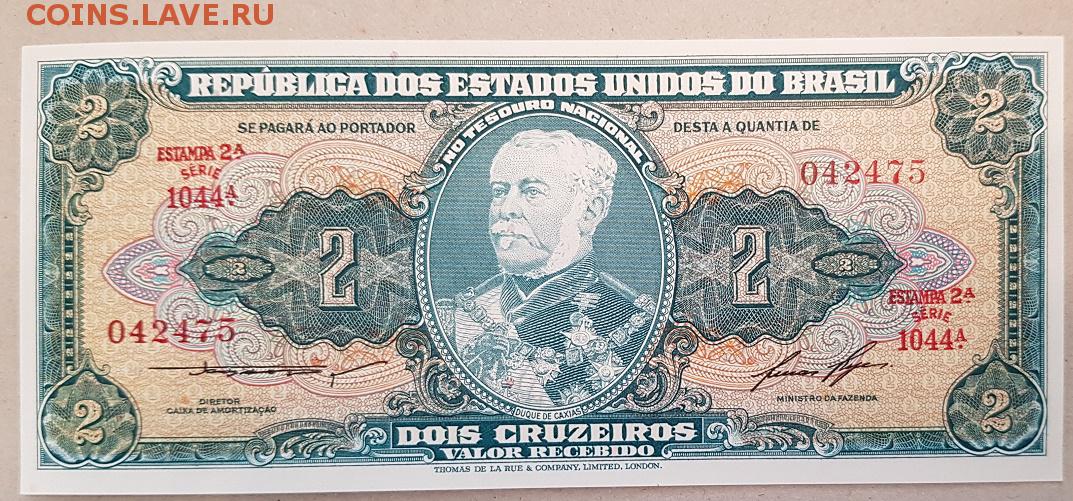 COINS.LAVE.RU
2
2
REPÚBLICA DOS ESTADOS UNIDOS DO BRASIL
SE PAGARÁ AO PORTADOR
NO TESOURO NACIONAL
DESTA A QUANTIA DE
ESTAMPA 2A
SÉRIE
1044A.
042475
2
2
2
2
ESTAMPA 2A
SÉRIE
1044A.
042475
DIRETOR
CAIXA DE AMORTIZAÇÃO
MINISTRO DA FAZENDA
DUQUE DE CAXIAS
2
2
DOIS CRUZEIROS
VALOR RECEBIDO
THOMAS DE LA RUE & COMPANY, LIMITED, LONDON.